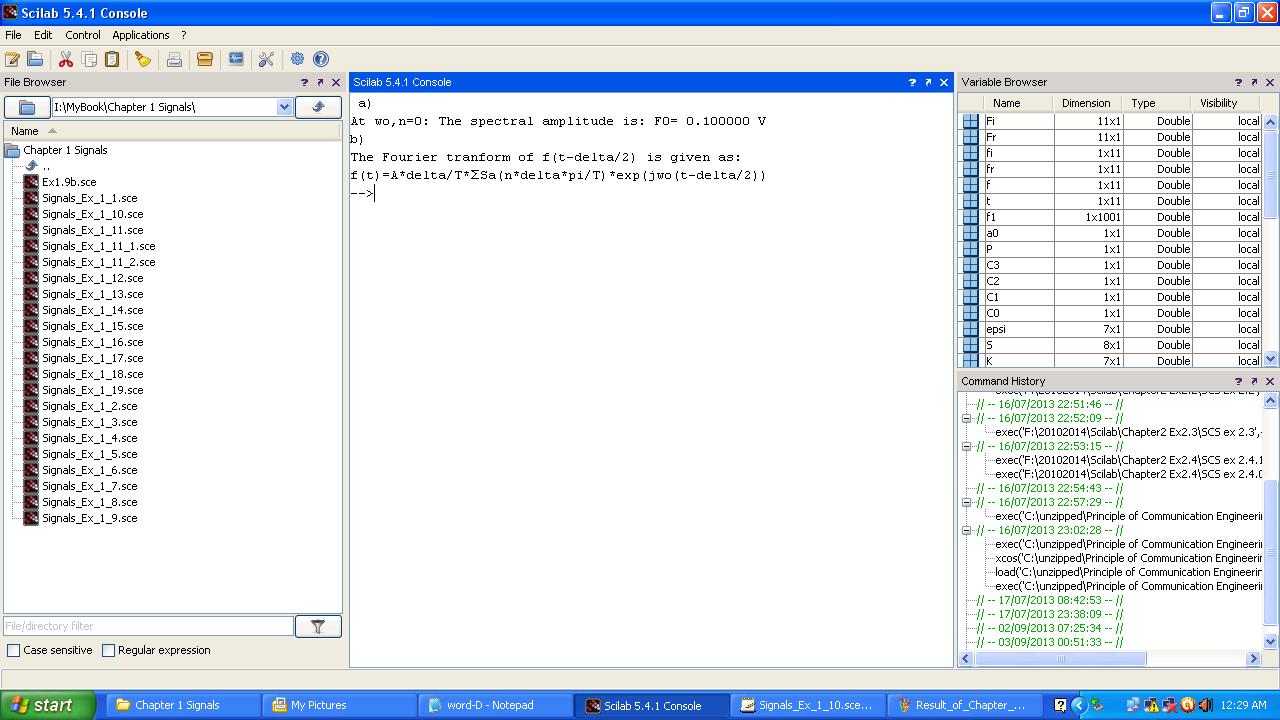 Scilab 5.4.1 Console
File Edit Control Applications ?
File Browser
I:\MyBook\Chapter 1 Signals\
Name
Chapter 1 Signals
..
Ex1.9b.sce
Signals_Ex_1_1.sce
Signals_Ex_1_10.sce
Signals_Ex_1_11.sce
Signals_Ex_1_11_1.sce
Signals_Ex_1_11_2.sce
Signals_Ex_1_12.sce
Signals_Ex_1_13.sce
Signals_Ex_1_14.sce
Signals_Ex_1_15.sce
Signals_Ex_1_16.sce
Signals_Ex_1_17.sce
Signals_Ex_1_18.sce
Signals_Ex_1_19.sce
Signals_Ex_1_2.sce
Signals_Ex_1_3.sce
Signals_Ex_1_4.sce
Signals_Ex_1_5.sce
Signals_Ex_1_6.sce
Signals_Ex_1_7.sce
Signals_Ex_1_8.sce
Signals_Ex_1_9.sce
File/directory filter
Case sensitive Regular expression
Scilab 5.4.1 Console
a)
At wo,n=0: The spectral amplitude is: F0= 0.100000 V
b)
The Fourier tranform of f(t-delta/2) is given as:
f(t)=A*delta/T*ΣSa(n*delta*pi/T)*exp(jwo(t-delta/2))
-->
Variable Browser
Name Dimension Type Visibility
Fi 11x1 Double local
Fr 11x1 Double local
fi 1x11 Double local
fr 1x11 Double local
f 1x11 Double local
t 1x11 Double local
f1 1x1001 Double local
a0 1x1 Double local
P 1x1 Double local
C3 1x1 Double local
C2 1x1 Double local
C1 1x1 Double local
C0 1x1 Double local
epsi 7x1 Double local
S 8x1 Double local
K 7x1 Double local
Command History
// -- 16/07/2013 22:51:46 -- //
// -- 16/07/2013 22:52:09 -- //
exec('F:\20102014\Scilab\Chapter2 Ex2.3\SCS ex 2.3',
// -- 16/07/2013 22:53:15 -- //
exec('F:\20102014\Scilab\Chapter2 Ex2.4\SCS ex 2.4.1
exec('F:\20102014\Scilab\Chapter2 Ex2.4\SCS ex 2.4.
// -- 16/07/2013 22:54:43 -- //
// -- 16/07/2013 22:57:29 -- //
exec('C:\unzipped\Principle of Communication Engineeri
// -- 16/07/2013 23:02:28 -- //
exec('C:\unzipped\Principle of Communication Engineeri
xcos('C:\unzipped\Principle of Communication Engineeri
load('C:\unzipped\Principle of Communication Engineerir
exec('C:\unzipped\Principle of Communication Engineeri
// -- 17/07/2013 08:42:53 -- //
// -- 17/07/2013 23:38:09 -- //
// -- 02/09/2013 07:25:34 -- //
// -- 03/09/2013 00:51:33 -- //
start Chapter 1 Signals My Pictures word-D - Notepad Scilab 5.4.1 Console Signals_Ex_1_10.sce... Result_of_Chapter_... 12:29 AM